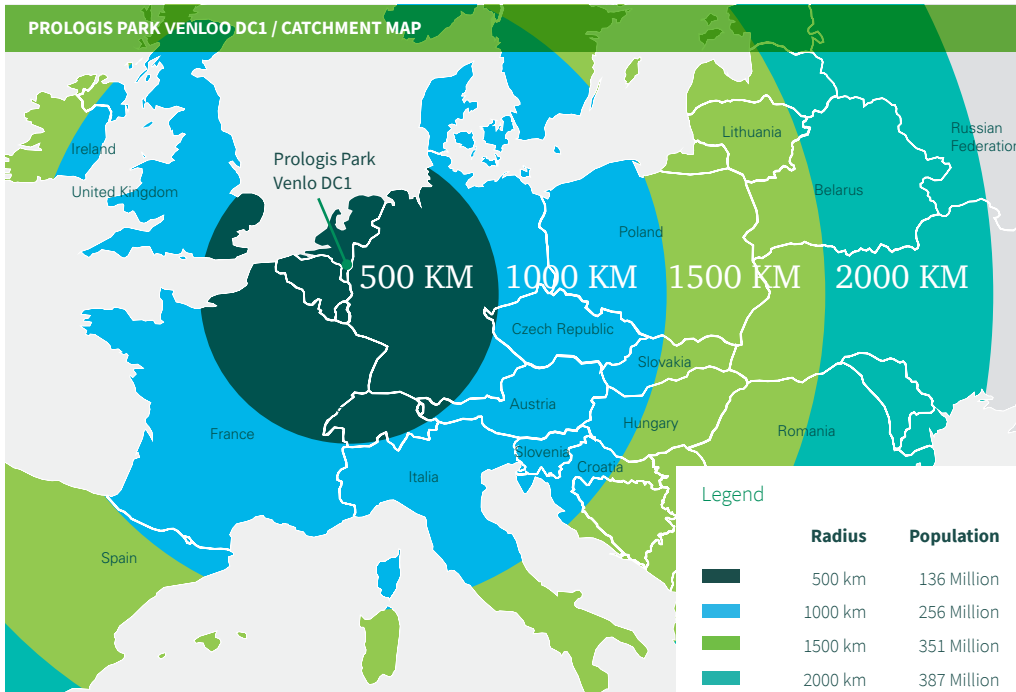 PROLOGIS PARK VENLOO DC1 / CATCHMENT MAP
Ireland
United Kingdom
Prologis Park
Venlo DC1
Lithuania
Russian
Federation
Belarus
Poland
500 KM
1000 KM
1500 KM
2000 KM
Czech Republic
Slovakia
Austria
France
Hungary
Romania
Slovenia
Croatia
Italia
Spain
Legend
Radius Population
500 km 136 Million
1000 km 256 Million
1500 km 351 Million
2000 km 387 Million